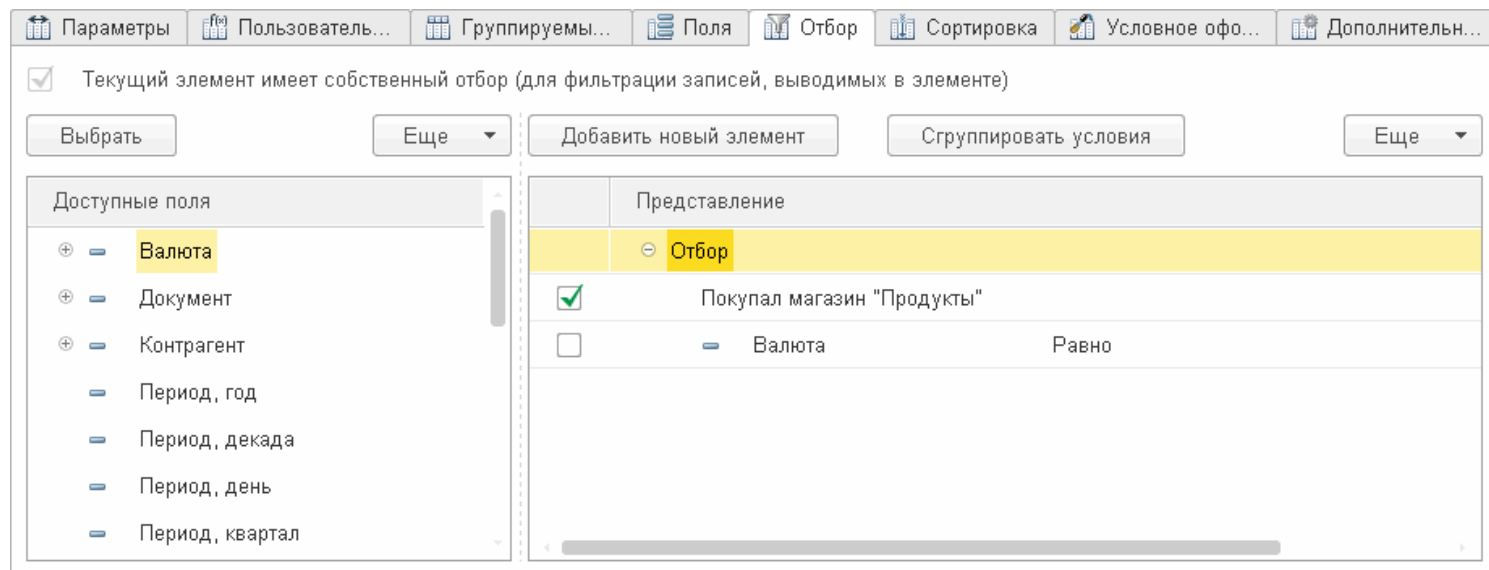 Параметры Пользователь... Группируемы... Поля Отбор Сортировка Условное офо... Дополнительн...
Текущий элемент имеет собственный отбор (для фильтрации записей, выводимых в элементе)
Выбрать Еще Добавить новый элемент Сгруппировать условия Еще
Доступные поля Представление
Валюта Отбор
Документ Покупал магазин "Продукты"
Контрагент Валюта Равно
Период, год
Период, декада
Период, день
Период, квартал